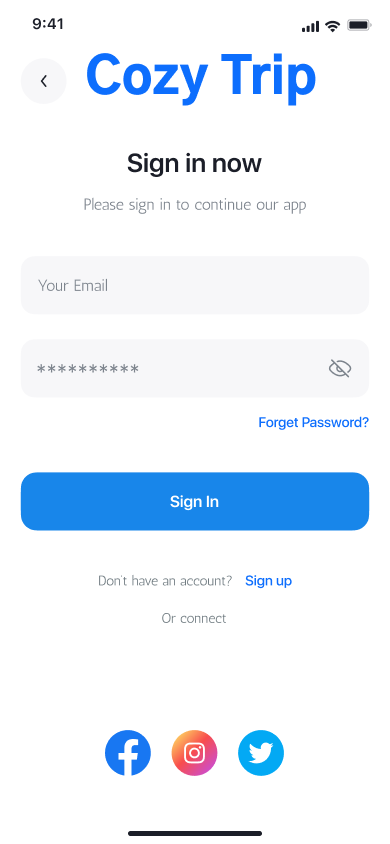 9:41
Cozy Trip
Sign in now
Please sign in to continue our app
Your Email
**********
Forget Password?
Sign In
Don't have an account? Sign up
Or connect